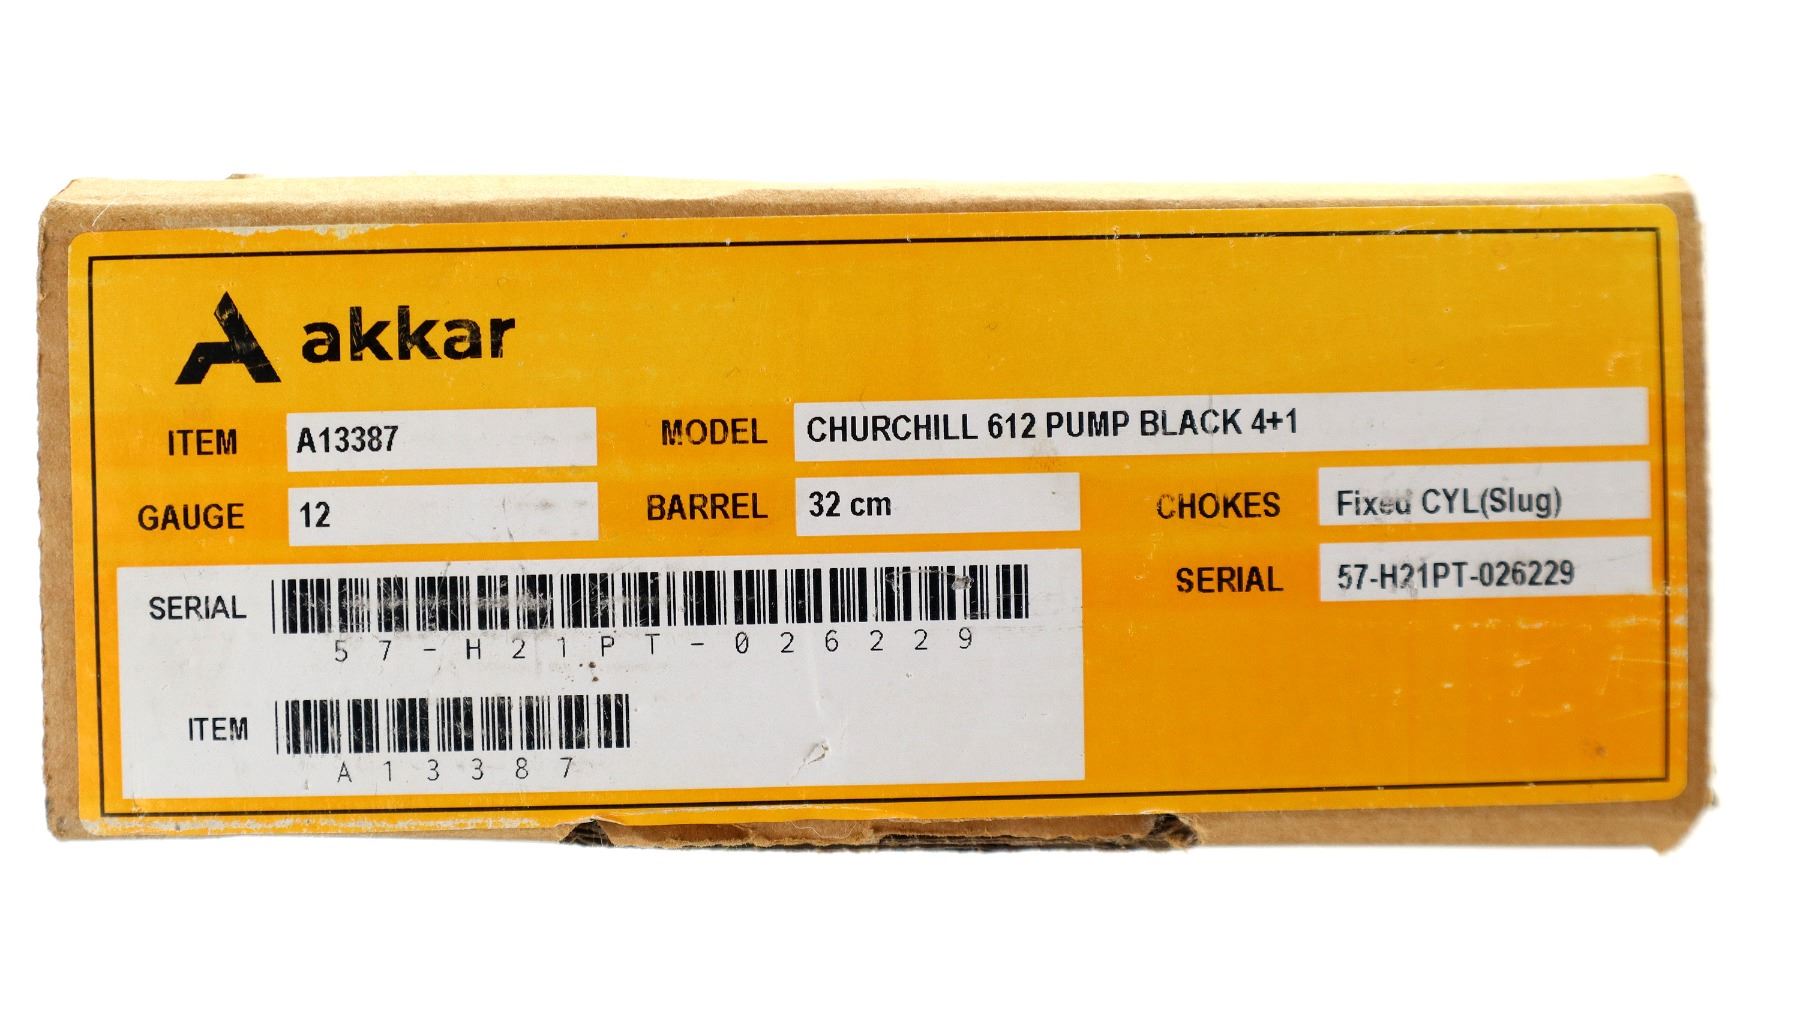 akkar
ITEM A13387 MODEL CHURCHILL 612 PUMP BLACK 4+1
GAUGE 12 BARREL 32 cm CHOKES Fixed CYL(Slug)
SERIAL 57-H21PT-026229
SERIAL
57-H21PT-026229
ITEM
A13387